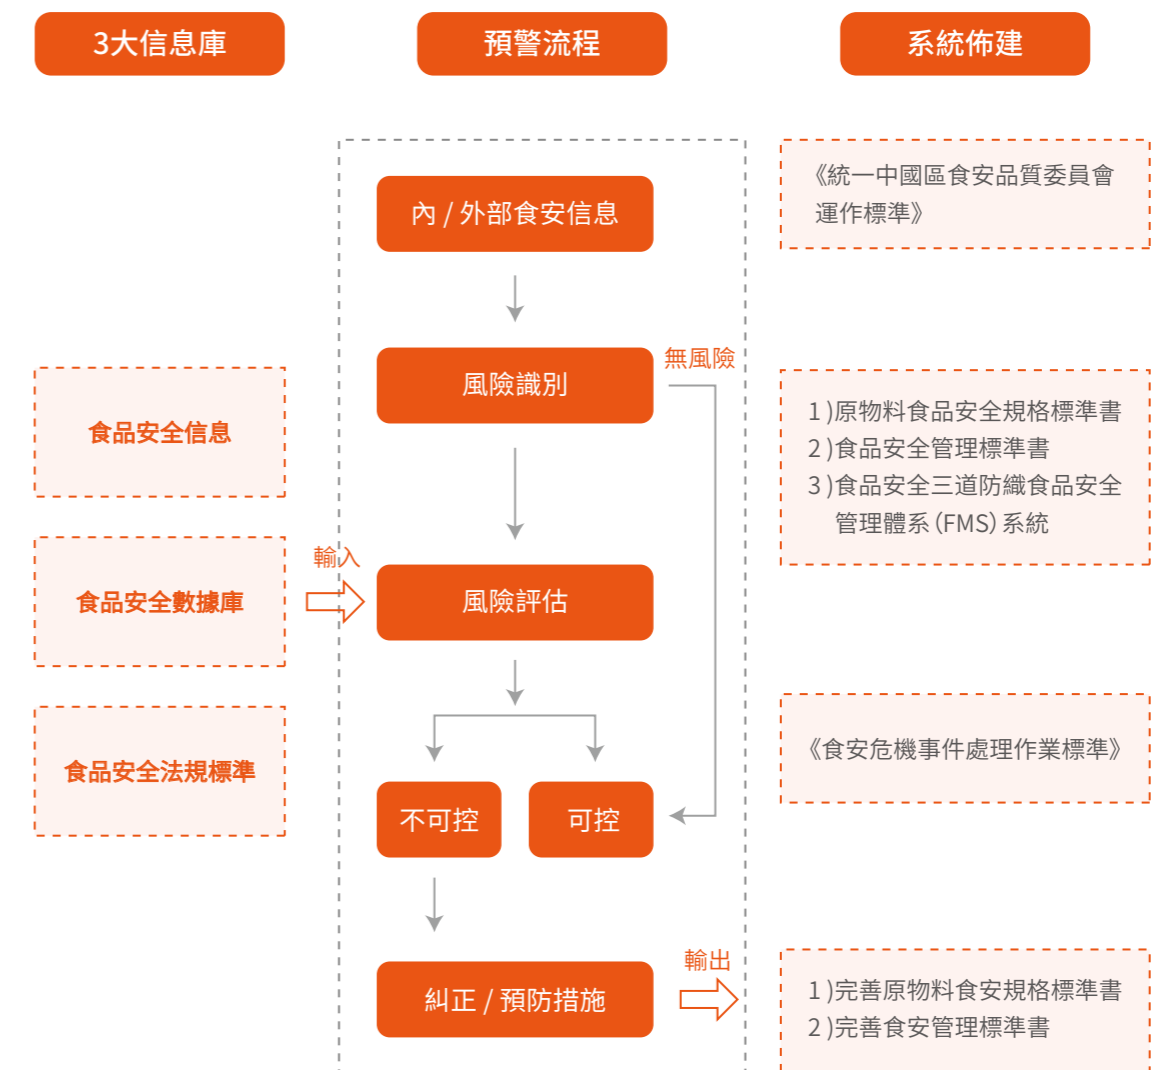 3大信息庫
預警流程
系統佈建
食品安全信息
食品安全數據庫
食品安全法規標準
輸入
內 / 外部食安信息
風險識別
無風險
風險評估
不可控
可控
糾正 / 預防措施
輸出
《統一中國區食安品質委員會
運作標準》
1 )原物料食品安全規格標準書
2 )食品安全管理標準書
3 )食品安全三道防織食品安全
管理體系 (FMS) 系統
《食安危機事件處理作業標準》
1 )完善原物料食安規格標準書
2 )完善食安管理標準書